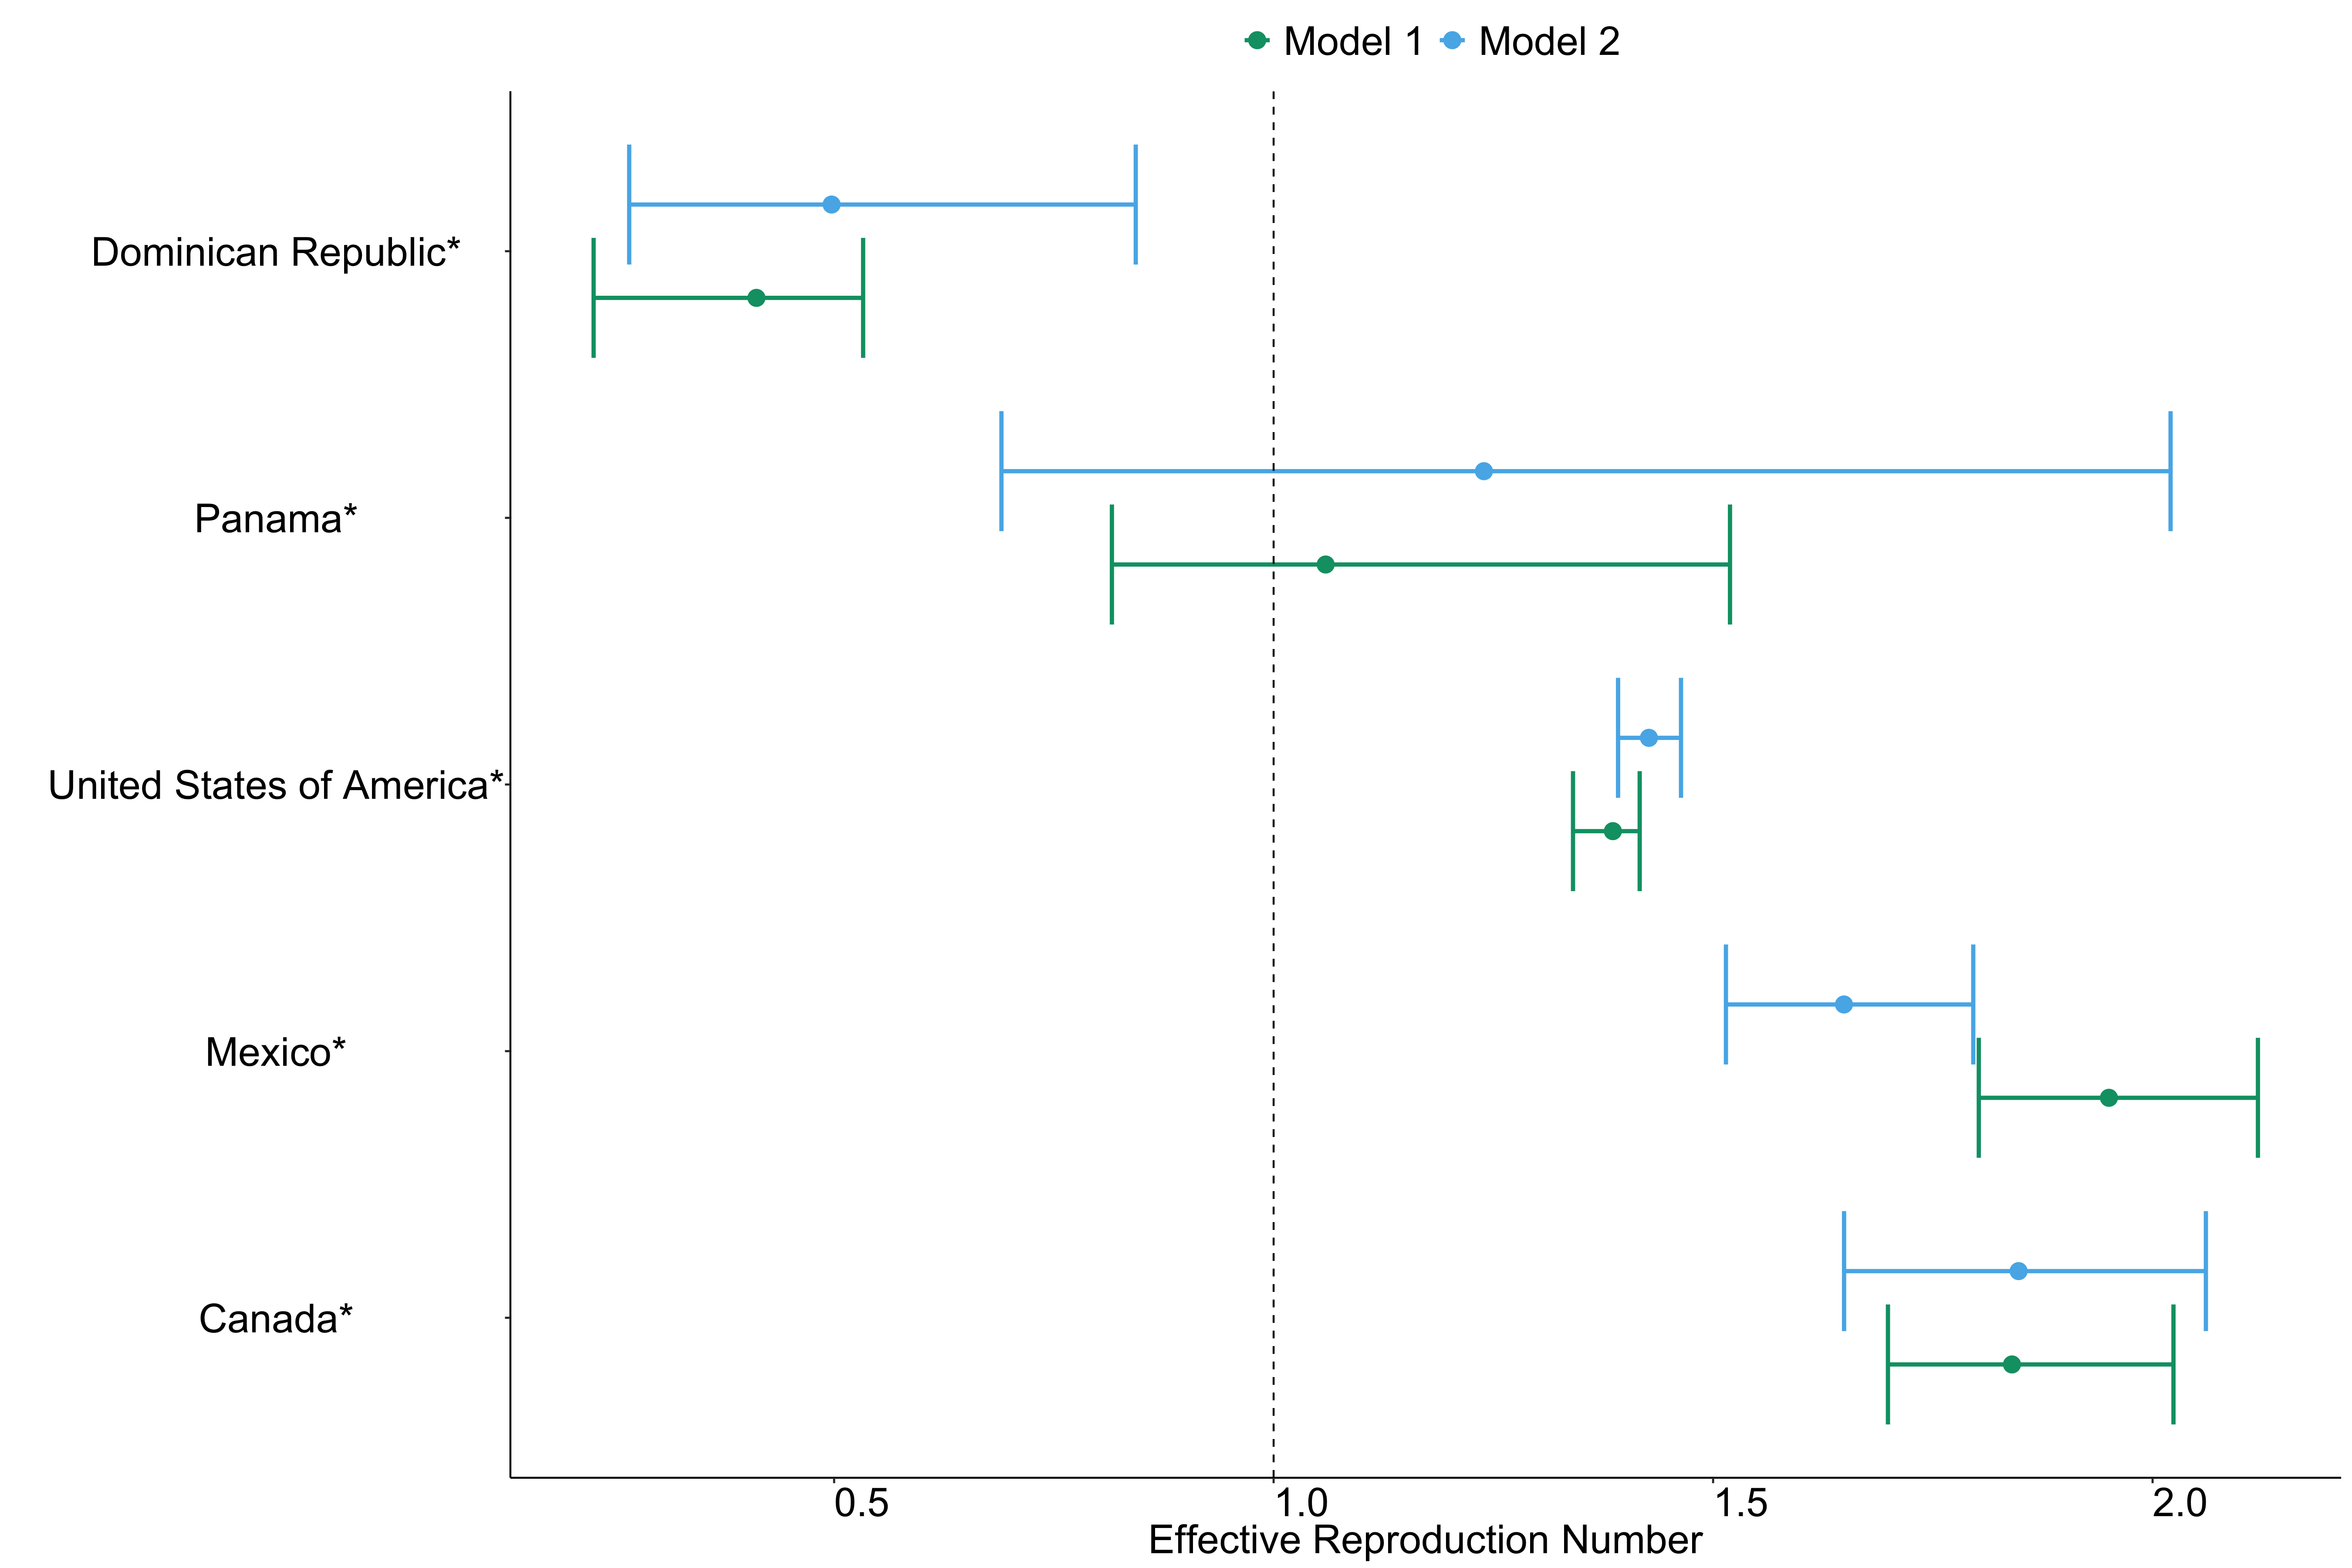 Model 1 Model 2
Dominican Republic*
Panama*
United States of America*
Mexico*
Canada*
0.5 1.0 1.5 2.0
Effective Reproduction Number